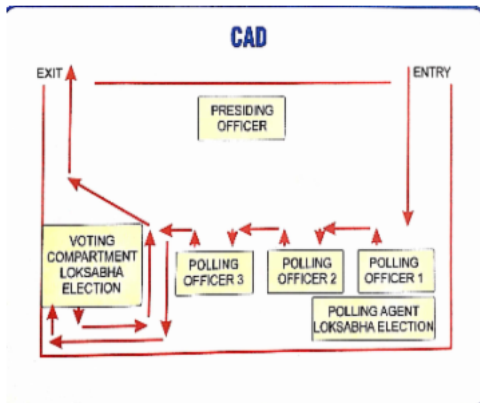 CAD
EXIT
ENTRY
PRESIDING
OFFICER
VOTING
COMPARTMENT
LOKSABHA
ELECTION
POLLING
OFFICER 3
POLLING
OFFICER 2
POLLING
OFFICER 1
POLLING AGENT
LOKSABHA ELECTION